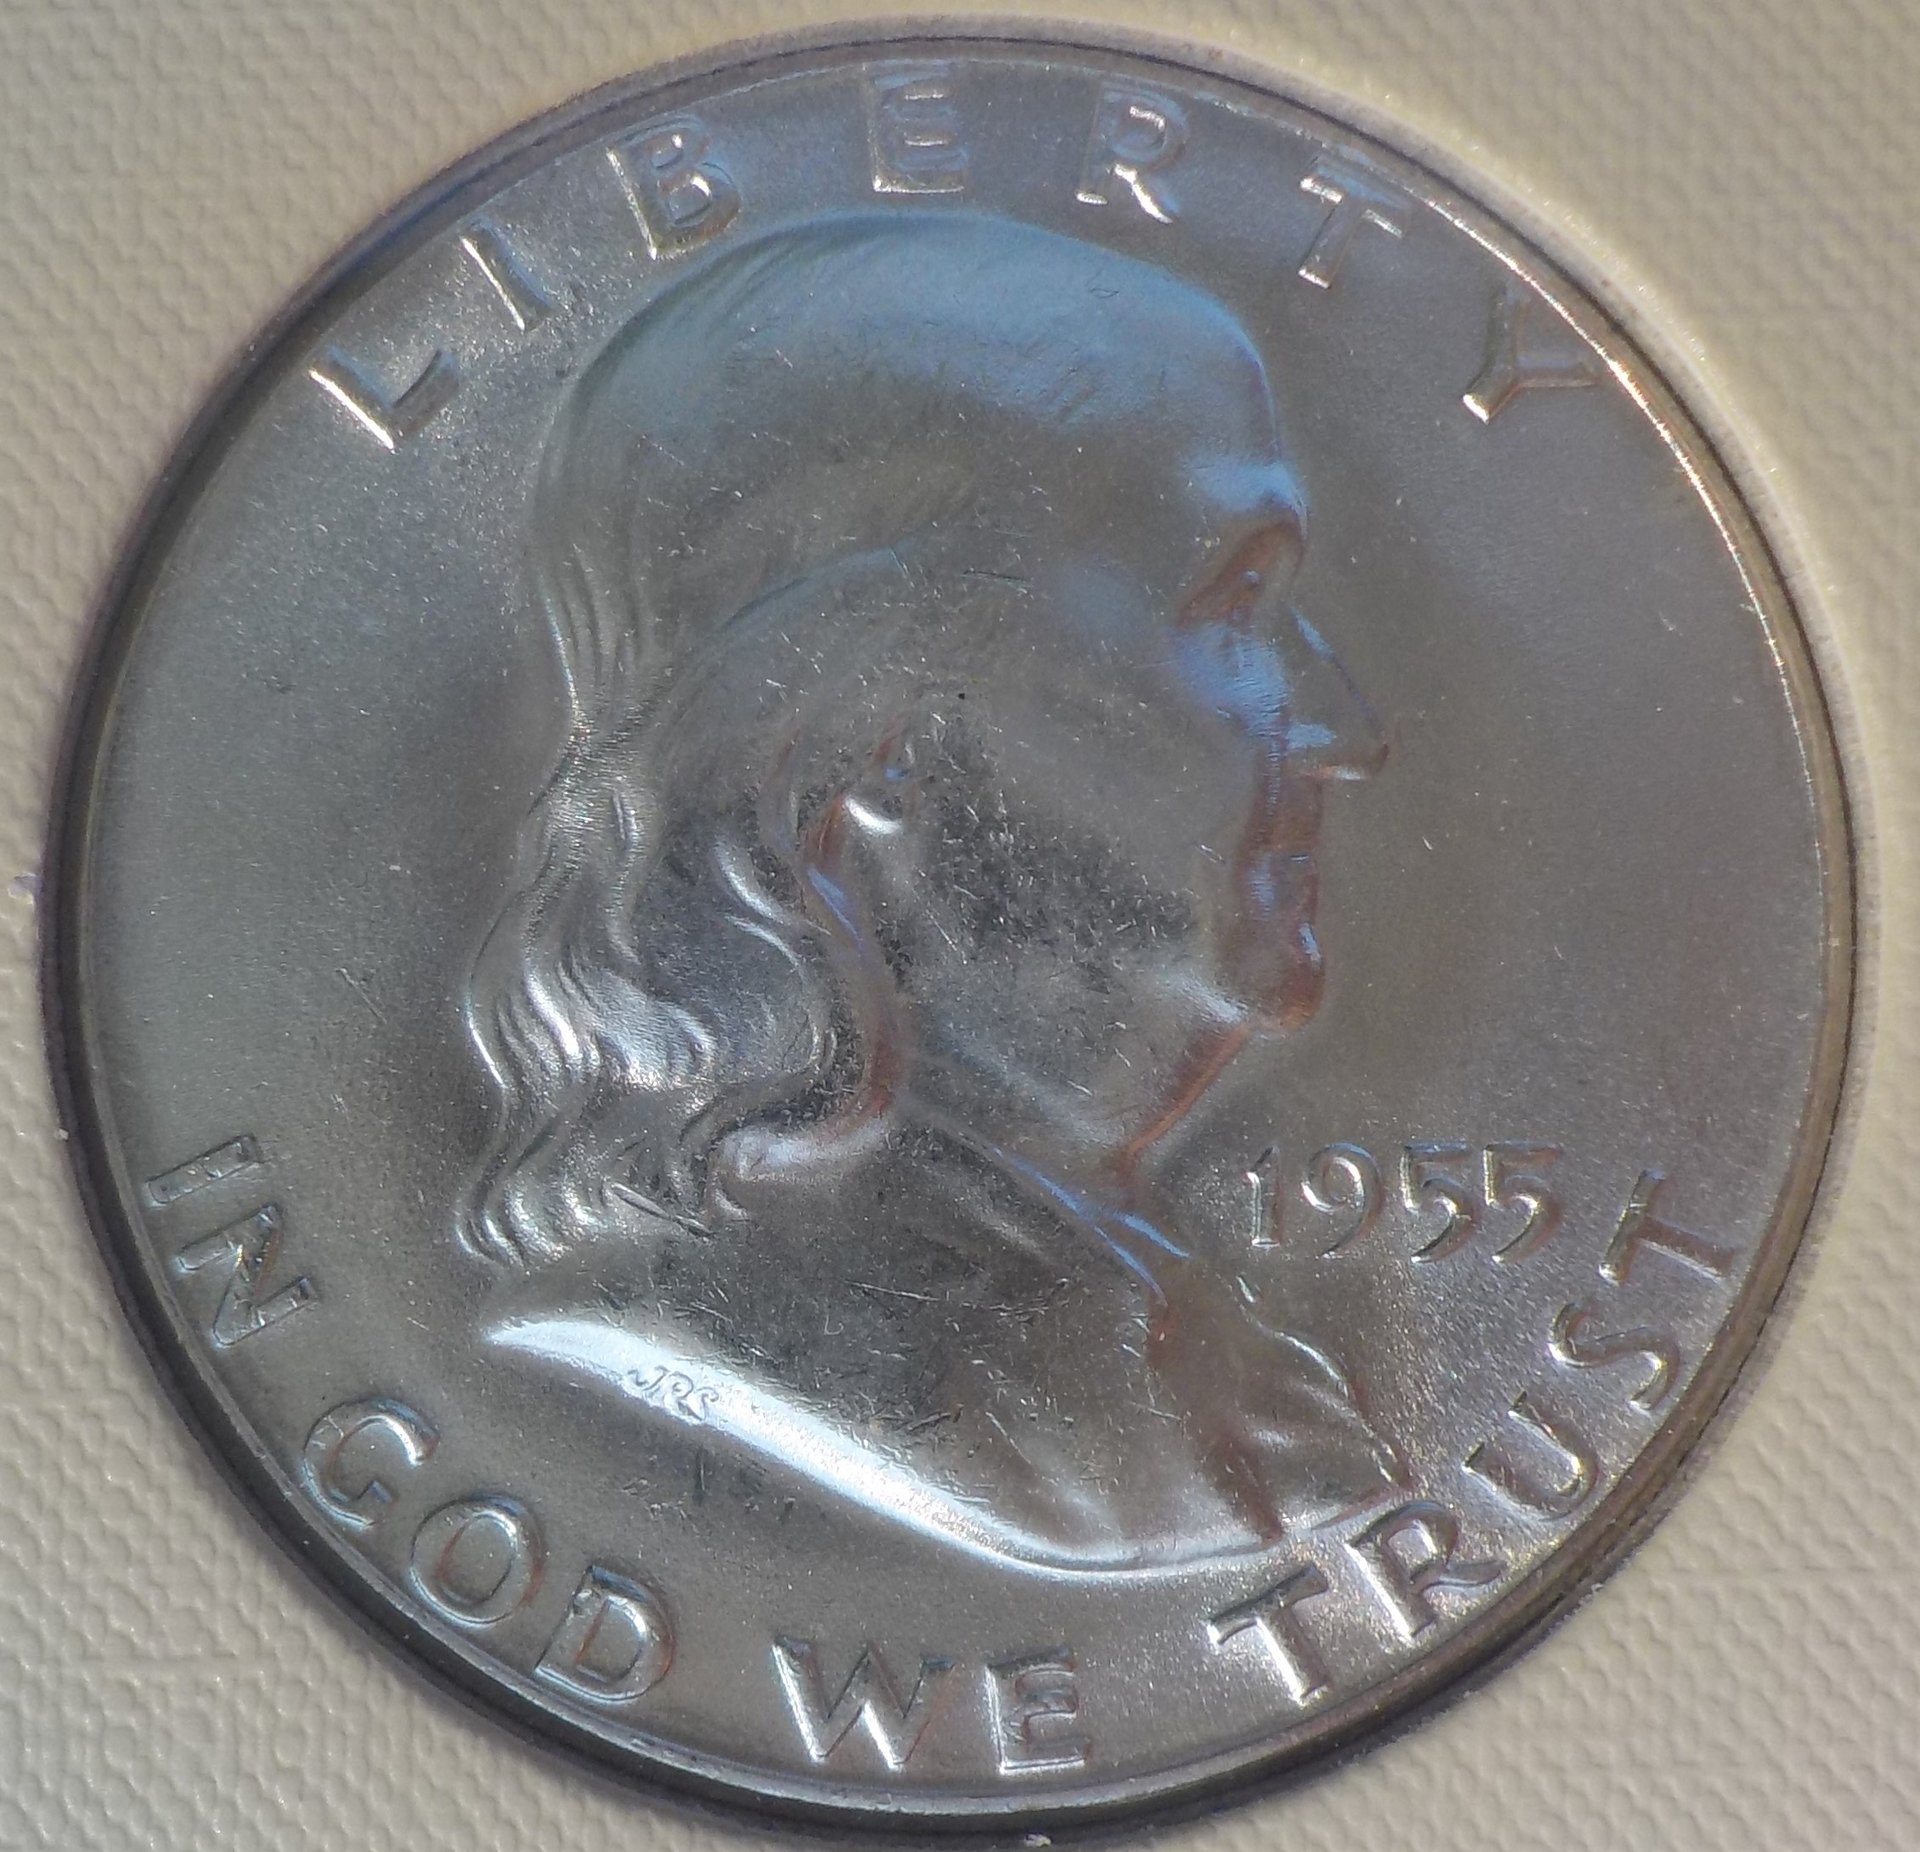 LIBERTY
1955
JRS
IN GOD WE TRUST